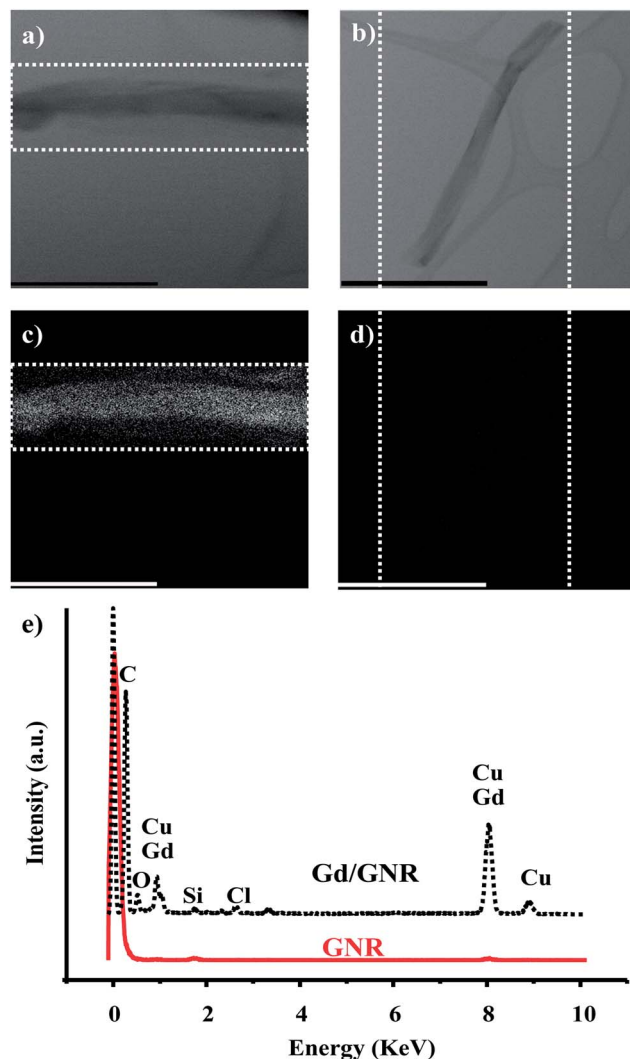 a)
b)
c)
d)
e)
C
Cu
Gd
O
Si
Cl
Gd/GNR
Cu
Gd
Cu
GNR
Intensity (a.u.)
0 2 4 6 8 10
Energy (KeV)